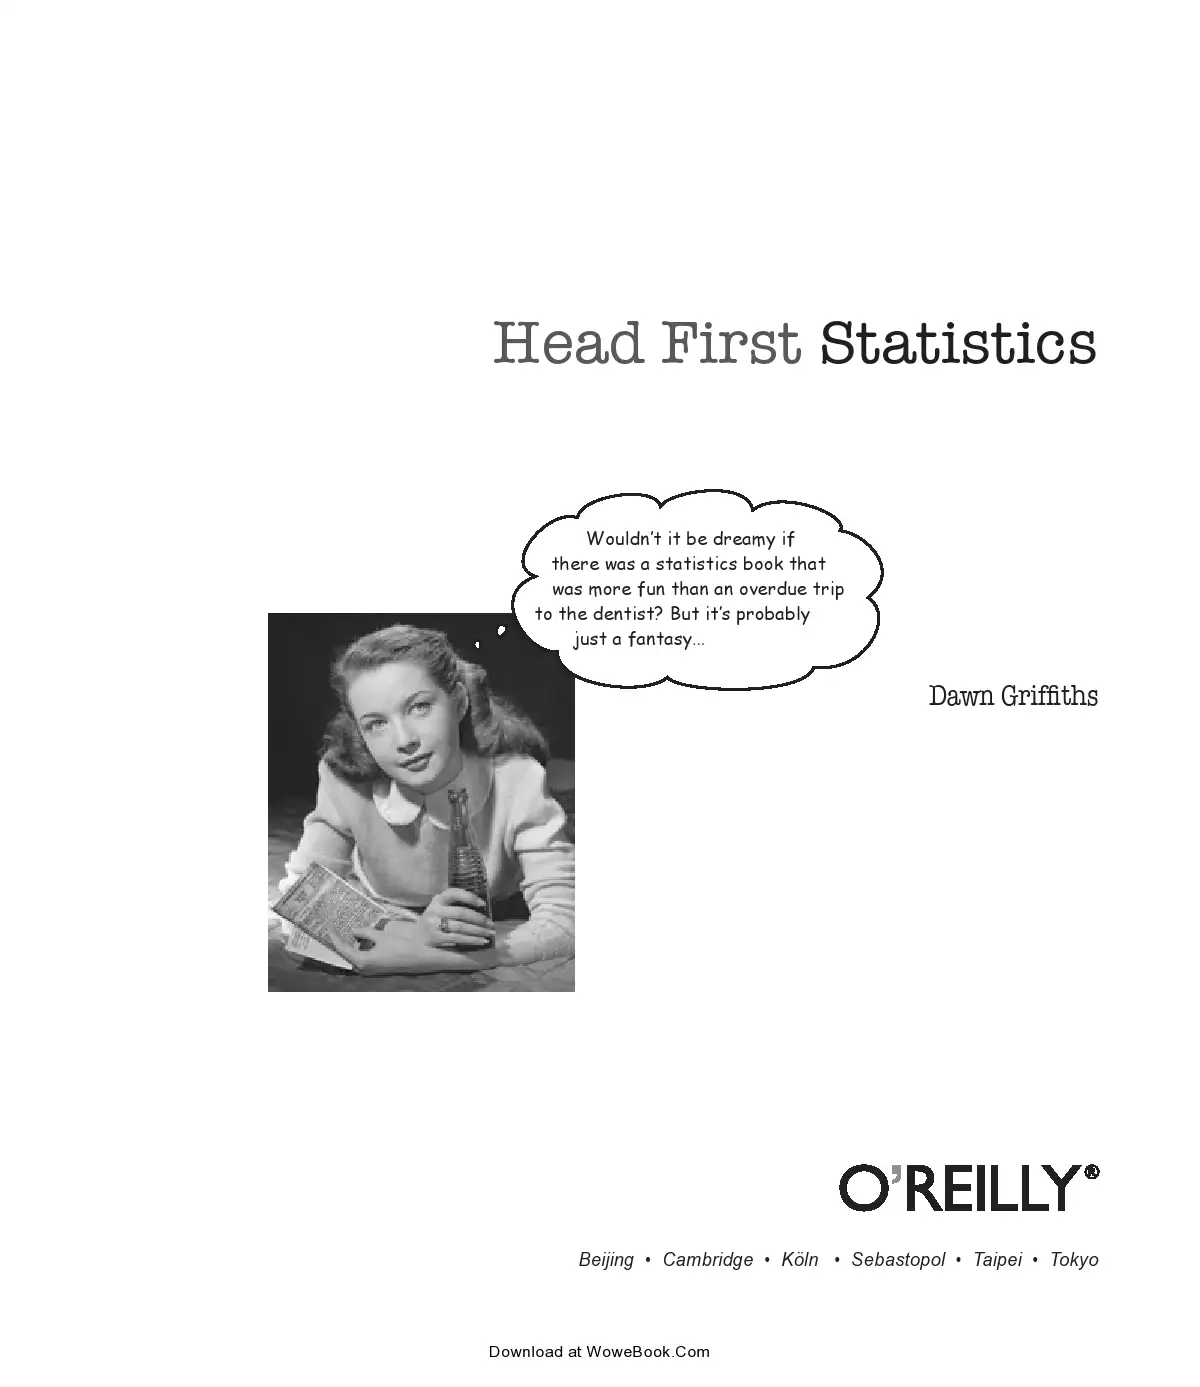 Head First Statistics
Wouldn't it be dreamy if
there was a statistics book that
was more fun than an overdue trip
to the dentist? But it's probably
just a fantasy...
Dawn Griffiths
O'REILLY®
Beijing • Cambridge • Köln • Sebastopol • Taipei • Tokyo
Download at WoweBook.Com